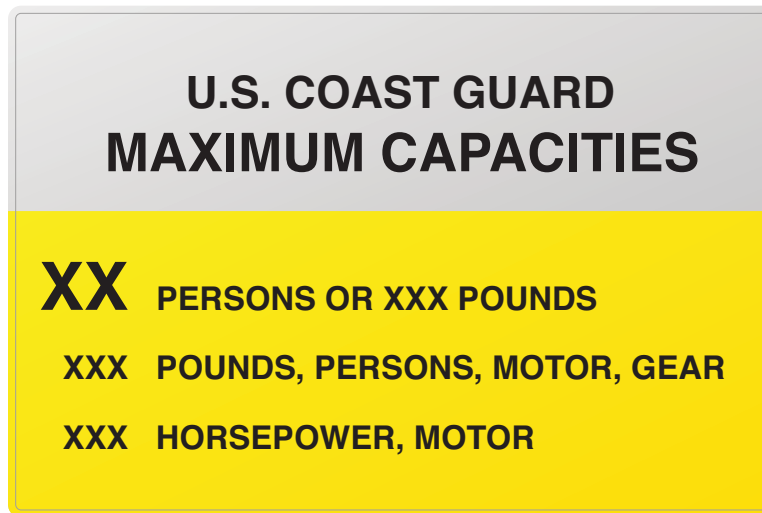 U.S. COAST GUARD
MAXIMUM CAPACITIES
XX PERSONS OR XXX POUNDS
XXX POUNDS, PERSONS, MOTOR, GEAR
XXX HORSEPOWER, MOTOR